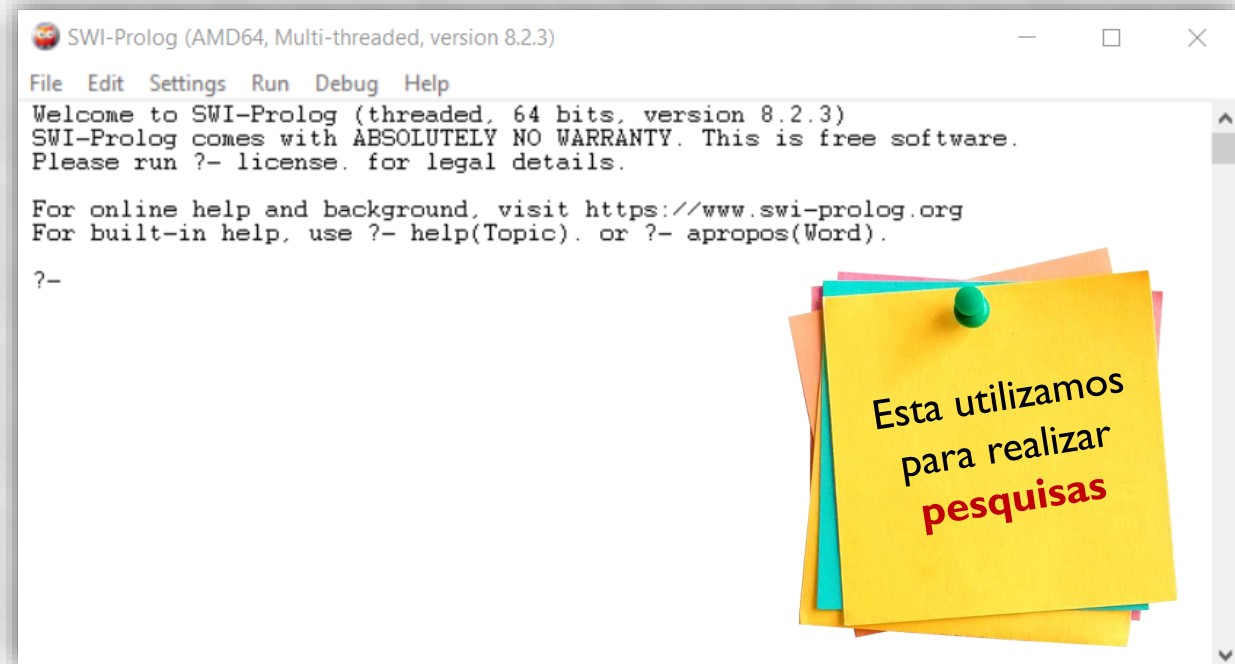 SWI-Prolog (AMD64, Multi-threaded, version 8.2.3)
File Edit Settings Run Debug Help
Welcome to SWI-Prolog (threaded, 64 bits, version 8.2.3)
SWI-Prolog comes with ABSOLUTELY NO WARRANTY. This is free software.
Please run ?- license. for legal details.
For online help and background, visit https://www.swi-prolog.org
For built-in help, use ?- help(Topic). or ?- apropos(Word).
?-
Esta utilizamos
para realizar
pesquisas